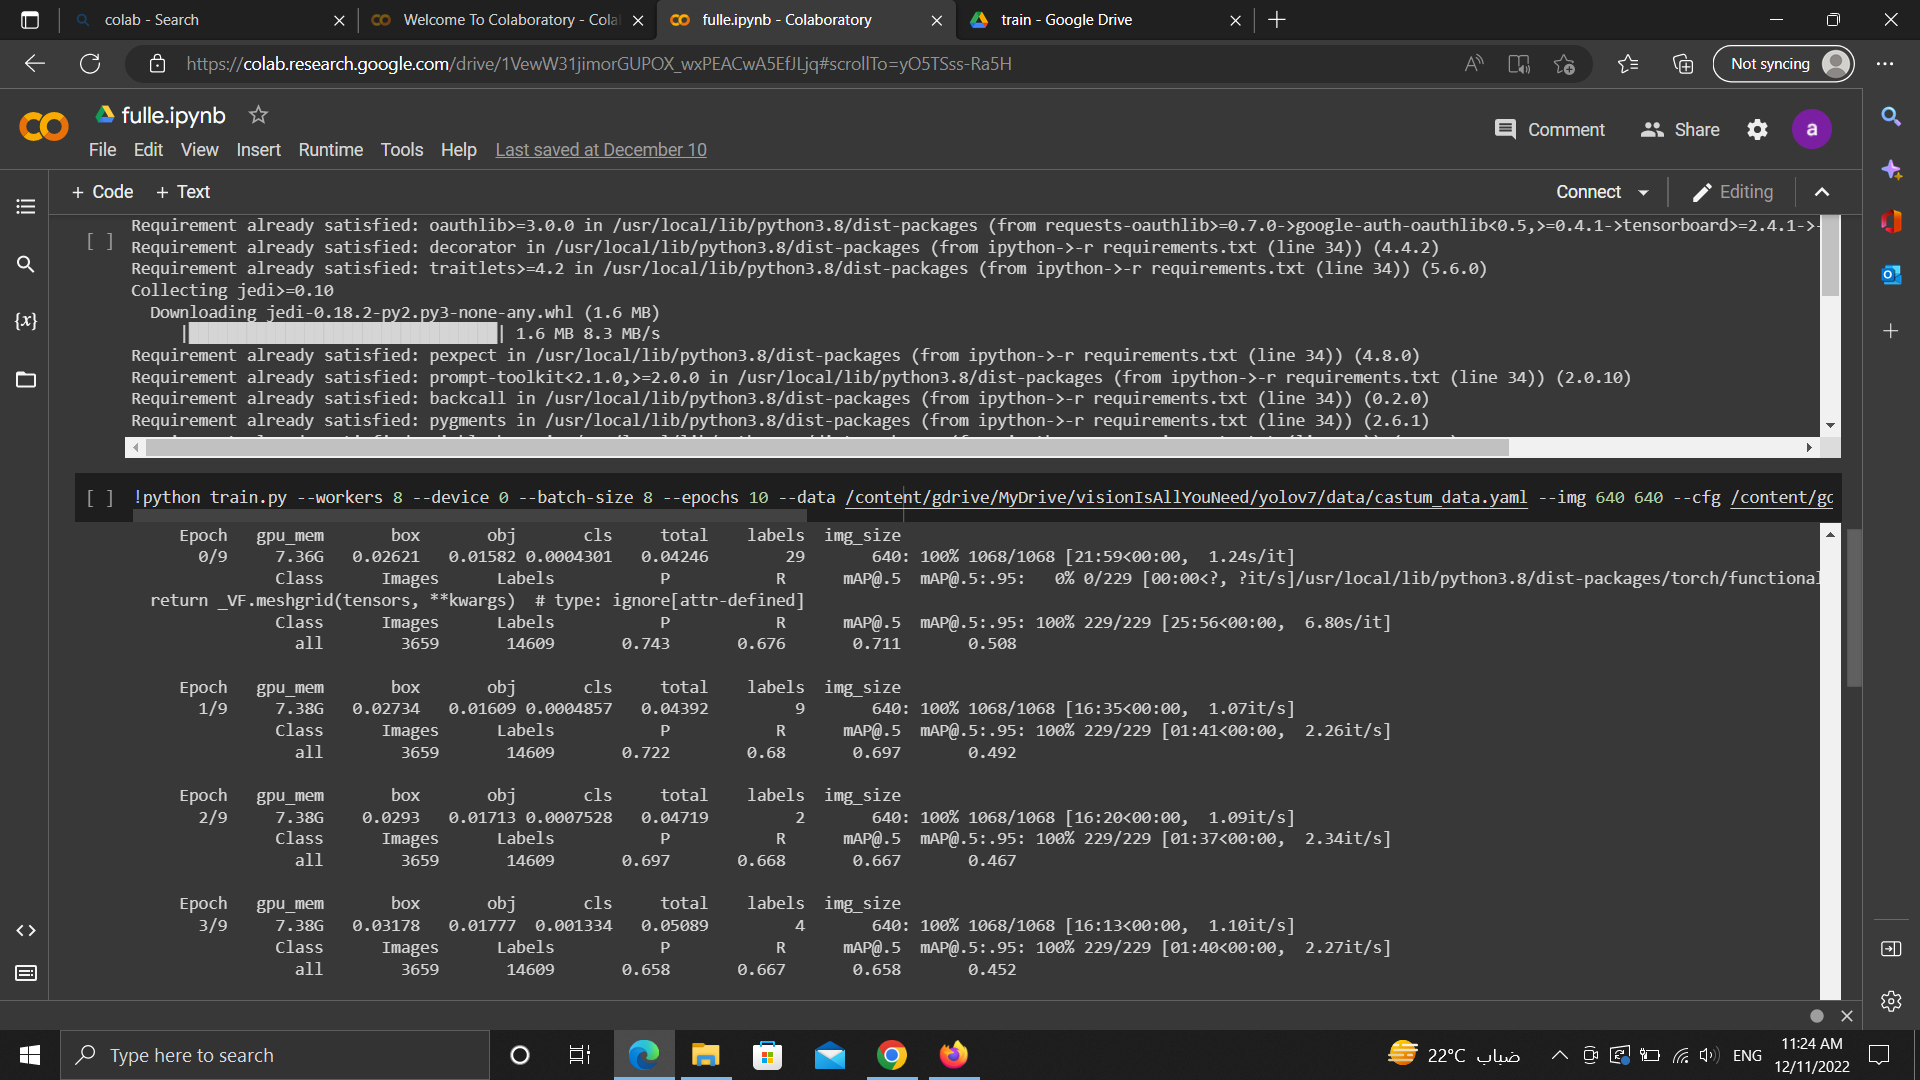 colab - Search
Welcome To Colaboratory - Cola
fulle.ipynb - Colaboratory
train - Google Drive
https://colab.research.google.com/drive/1VewW31jimorGUPOX_wxPEACwA5EfJLjq#scrollTo=yO5TSss-Ra5H
Not syncing
fulle.ipynb
Comment
Share
a
File Edit View Insert Runtime Tools Help Last saved at December 10
+ Code + Text
Connect
Editing
[ ]
Requirement already satisfied: oauthlib>=3.0.0 in /usr/local/lib/python3.8/dist-packages (from requests-oauthlib>=0.7.0->google-auth-oauthlib<0.5,>=0.4.1->tensorboard>=2.4.1->-
Requirement already satisfied: decorator in /usr/local/lib/python3.8/dist-packages (from ipython->-r requirements.txt (line 34)) (4.4.2)
Requirement already satisfied: traitlets>=4.2 in /usr/local/lib/python3.8/dist-packages (from ipython->-r requirements.txt (line 34)) (5.6.0)
Collecting jedi>=0.10
Downloading jedi-0.18.2-py2.py3-none-any.whl (1.6 MB)
| | 1.6 MB 8.3 MB/s
Requirement already satisfied: pexpect in /usr/local/lib/python3.8/dist-packages (from ipython->-r requirements.txt (line 34)) (4.8.0)
Requirement already satisfied: prompt-toolkit<2.1.0,>=2.0.0 in /usr/local/lib/python3.8/dist-packages (from ipython->-r requirements.txt (line 34)) (2.0.10)
Requirement already satisfied: backcall in /usr/local/lib/python3.8/dist-packages (from ipython->-r requirements.txt (line 34)) (0.2.0)
Requirement already satisfied: pygments in /usr/local/lib/python3.8/dist-packages (from ipython->-r requirements.txt (line 34)) (2.6.1)
[ ] !python train.py --workers 8 --device 0 --batch-size 8 --epochs 10 --data /content/gdrive/MyDrive/visionIsAllYouNeed/yolov7/data/castum_data.yaml --img 640 640 --cfg /content/gd
Epoch gpu_mem box obj cls total labels img_size
0/9 7.36G 0.02621 0.01582 0.0004301 0.04246 29 640: 100% 1068/1068 [21:59<00:00, 1.24s/it]
Class Images Labels P R mAP@.5 mAP@.5:.95: 0% 0/229 [00:00<?, ?it/s]/usr/local/lib/python3.8/dist-packages/torch/functional
return _VF.meshgrid(tensors, **kwargs) # type: ignore[attr-defined]
Class Images Labels P R mAP@.5 mAP@.5:.95: 100% 229/229 [25:56<00:00, 6.80s/it]
all 3659 14609 0.743 0.676 0.711 0.508
Epoch gpu_mem box obj cls total labels img_size
1/9 7.38G 0.02734 0.01609 0.0004857 0.04392 9 640: 100% 1068/1068 [16:35<00:00, 1.07it/s]
Class Images Labels P R mAP@.5 mAP@.5:.95: 100% 229/229 [01:41<00:00, 2.26it/s]
all 3659 14609 0.722 0.68 0.697 0.492
Epoch gpu_mem box obj cls total labels img_size
2/9 7.38G 0.0293 0.01713 0.0007528 0.04719 2 640: 100% 1068/1068 [16:20<00:00, 1.09it/s]
Class Images Labels P R mAP@.5 mAP@.5:.95: 100% 229/229 [01:37<00:00, 2.34it/s]
all 3659 14609 0.697 0.668 0.667 0.467
Epoch gpu_mem box obj cls total labels img_size
3/9 7.38G 0.03178 0.01777 0.001334 0.05089 4 640: 100% 1068/1068 [16:13<00:00, 1.10it/s]
Class Images Labels P R mAP@.5 mAP@.5:.95: 100% 229/229 [01:40<00:00, 2.27it/s]
all 3659 14609 0.658 0.667 0.658 0.452
Type here to search
22°C ضباب
ENG
11:24 AM
12/11/2022